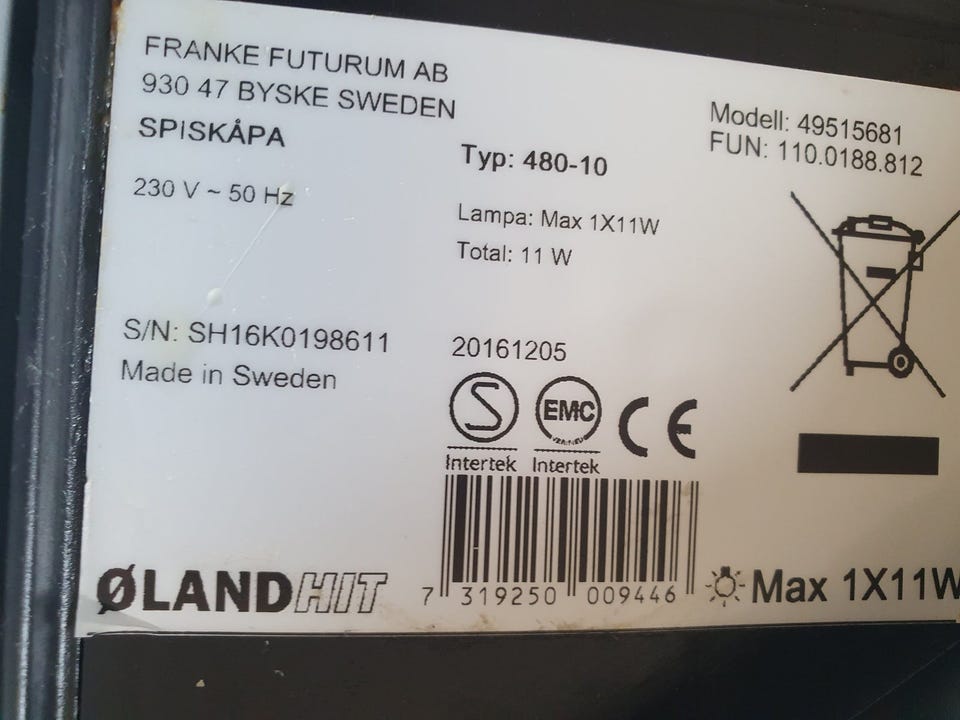 FRANKE FUTURUM AB
930 47 BYSKE SWEDEN
SPISKÅPA
230 V ~ 50 Hz
Typ: 480-10
Lampa: Max 1X11W
Total: 11 W
Modell: 49515681
FUN: 110.0188.812
S/N: SH16K0198611
Made in Sweden
20161205
S
Intertek
EMC
Intertek
CE
ØLANDHIT
7 319250 009446
Max 1X11W